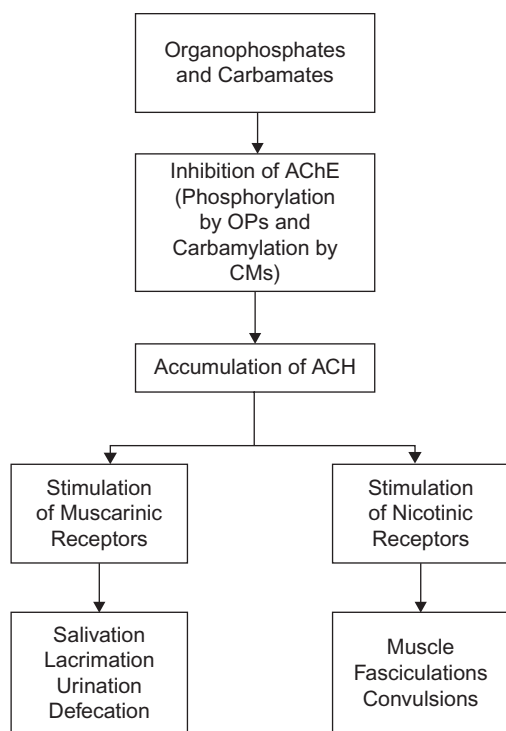 Organophosphates
and Carbamates
Inhibition of AChE
(Phosphorylation
by OPs and
Carbamylation by
CMs)
Accumulation of ACH
Stimulation
of Muscarinic
Receptors
Stimulation
of Nicotinic
Receptors
Salivation
Lacrimation
Urination
Defecation
Muscle
Fasciculations
Convulsions